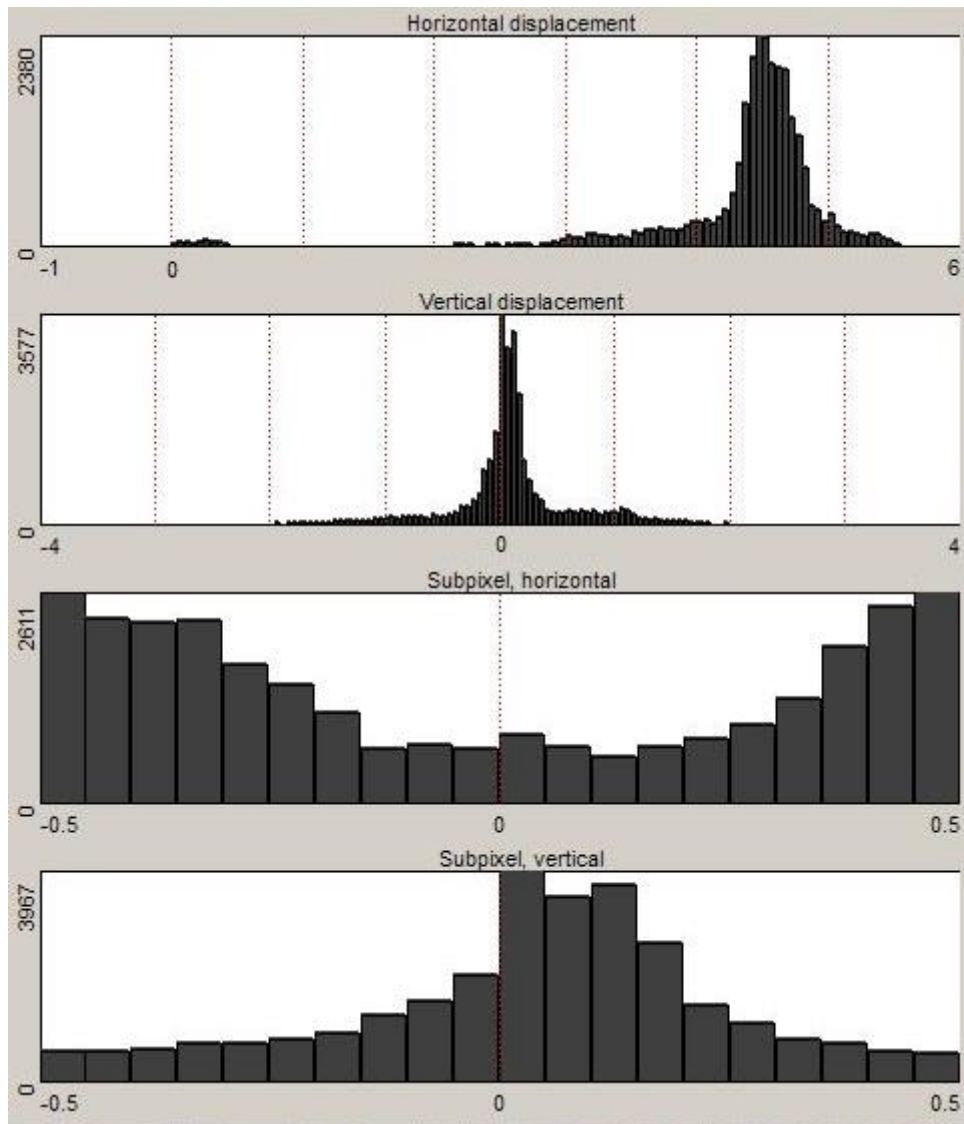 Horizontal displacement
2380
0
-1 0 6
Vertical displacement
3577
0
-4 0 4
Subpixel, horizontal
2611
0
-0.5 0 0.5
Subpixel, vertical
3967
0
-0.5 0 0.5